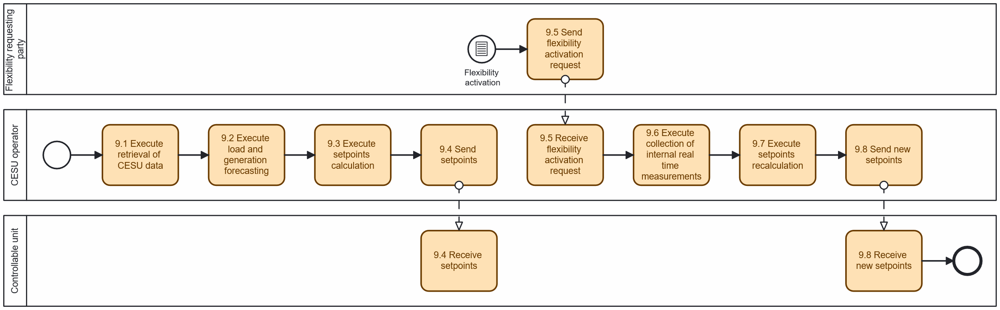 Flexibility requesting
party
9.5 Send
flexibility
activation
request
Flexibility
activation
CESU operator
9.1 Execute
retrieval of
CESU data
9.2 Execute
load and
generation
forecasting
9.3 Execute
setpoints
calculation
9.4 Send
setpoints
9.5 Receive
flexibility
activation
request
9.6 Execute
collection of
internal real
time
measurements
9.7 Execute
setpoints
recalculation
9.8 Send new
setpoints
Controllable unit
9.4 Receive
setpoints
9.8 Receive
new setpoints